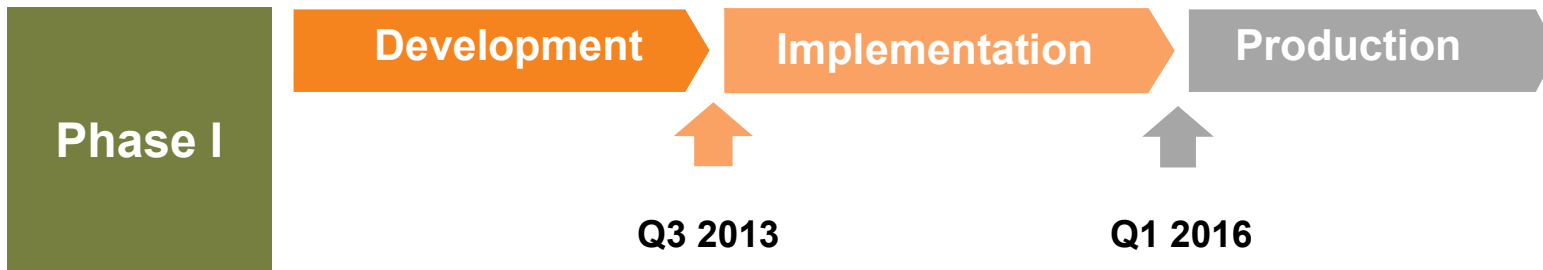 Phase I
Development
Implementation
Production
Q3 2013
Q1 2016